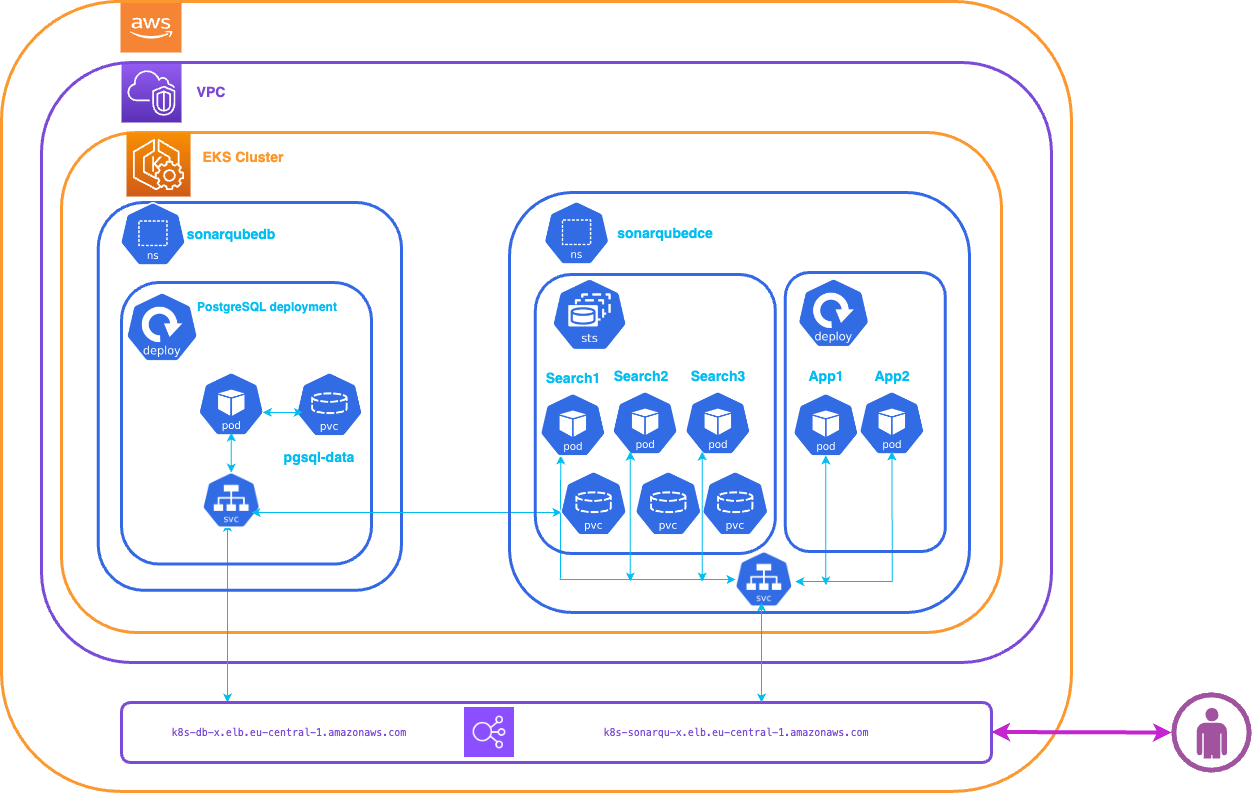 aws
VPC
EKS Cluster
ns
sonarqubedb
ns
sonarqubedce
deploy
PostgreSQL deployment
sts
deploy
Search1
Search2
Search3
App1
App2
pod
pvc
pod
pod
pod
pod
pod
pgsql-data
svc
pvc
pvc
pvc
svc
k8s-db-x.elb.eu-central-1.amazonaws.com
k8s-sonarqu-x.elb.eu-central-1.amazonaws.com